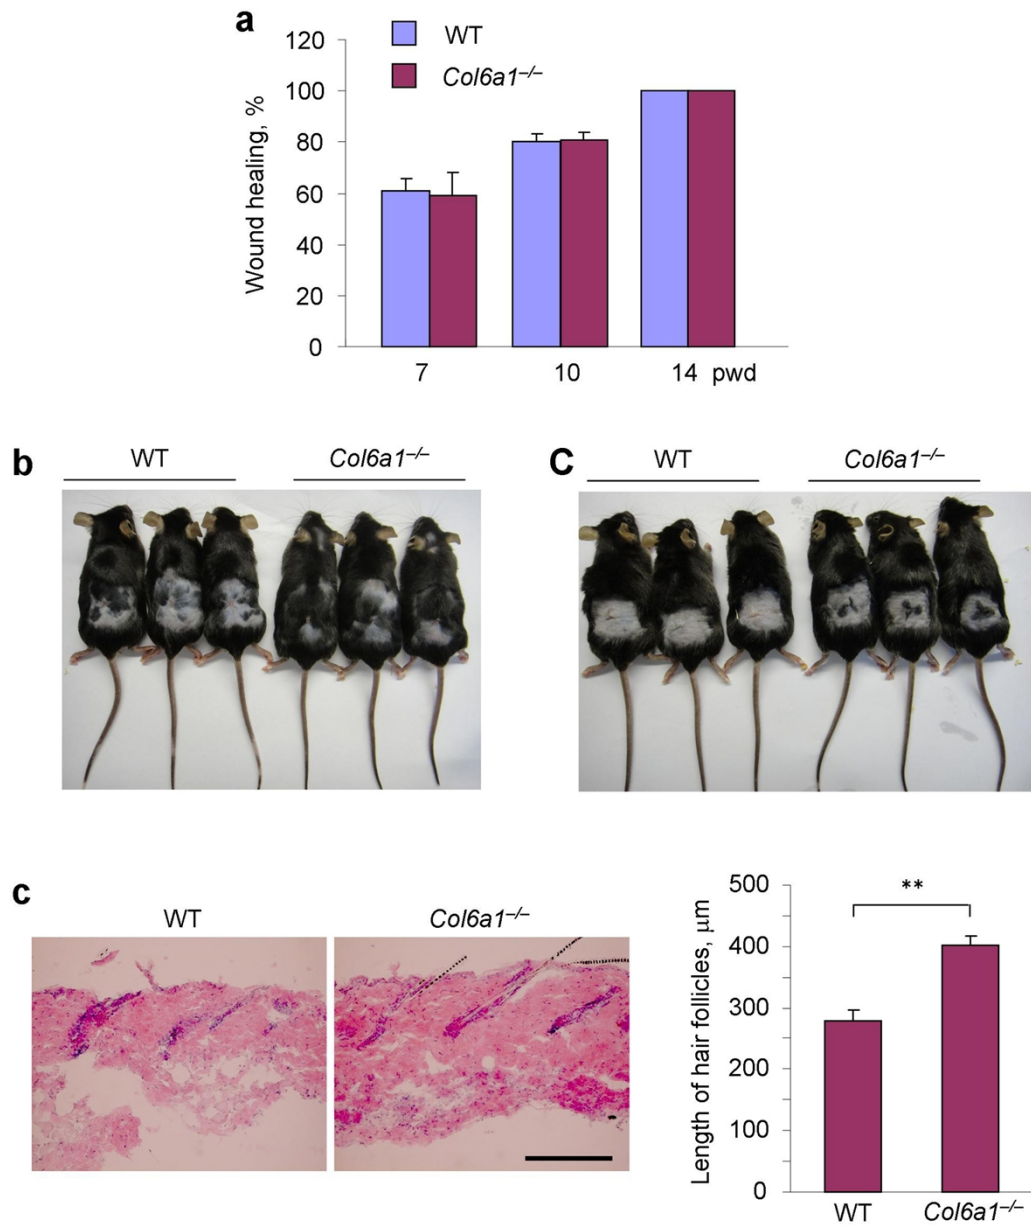 a
120
100
80
60
40
20
0
Wound healing, %
WT
Col6a1–/–
7 10 14 pwd
b
WT Col6a1–/–
C
WT Col6a1–/–
c
WT Col6a1–/–
500
400
300
200
100
0
Length of hair follicles, μm
**
WT Col6a1–/–